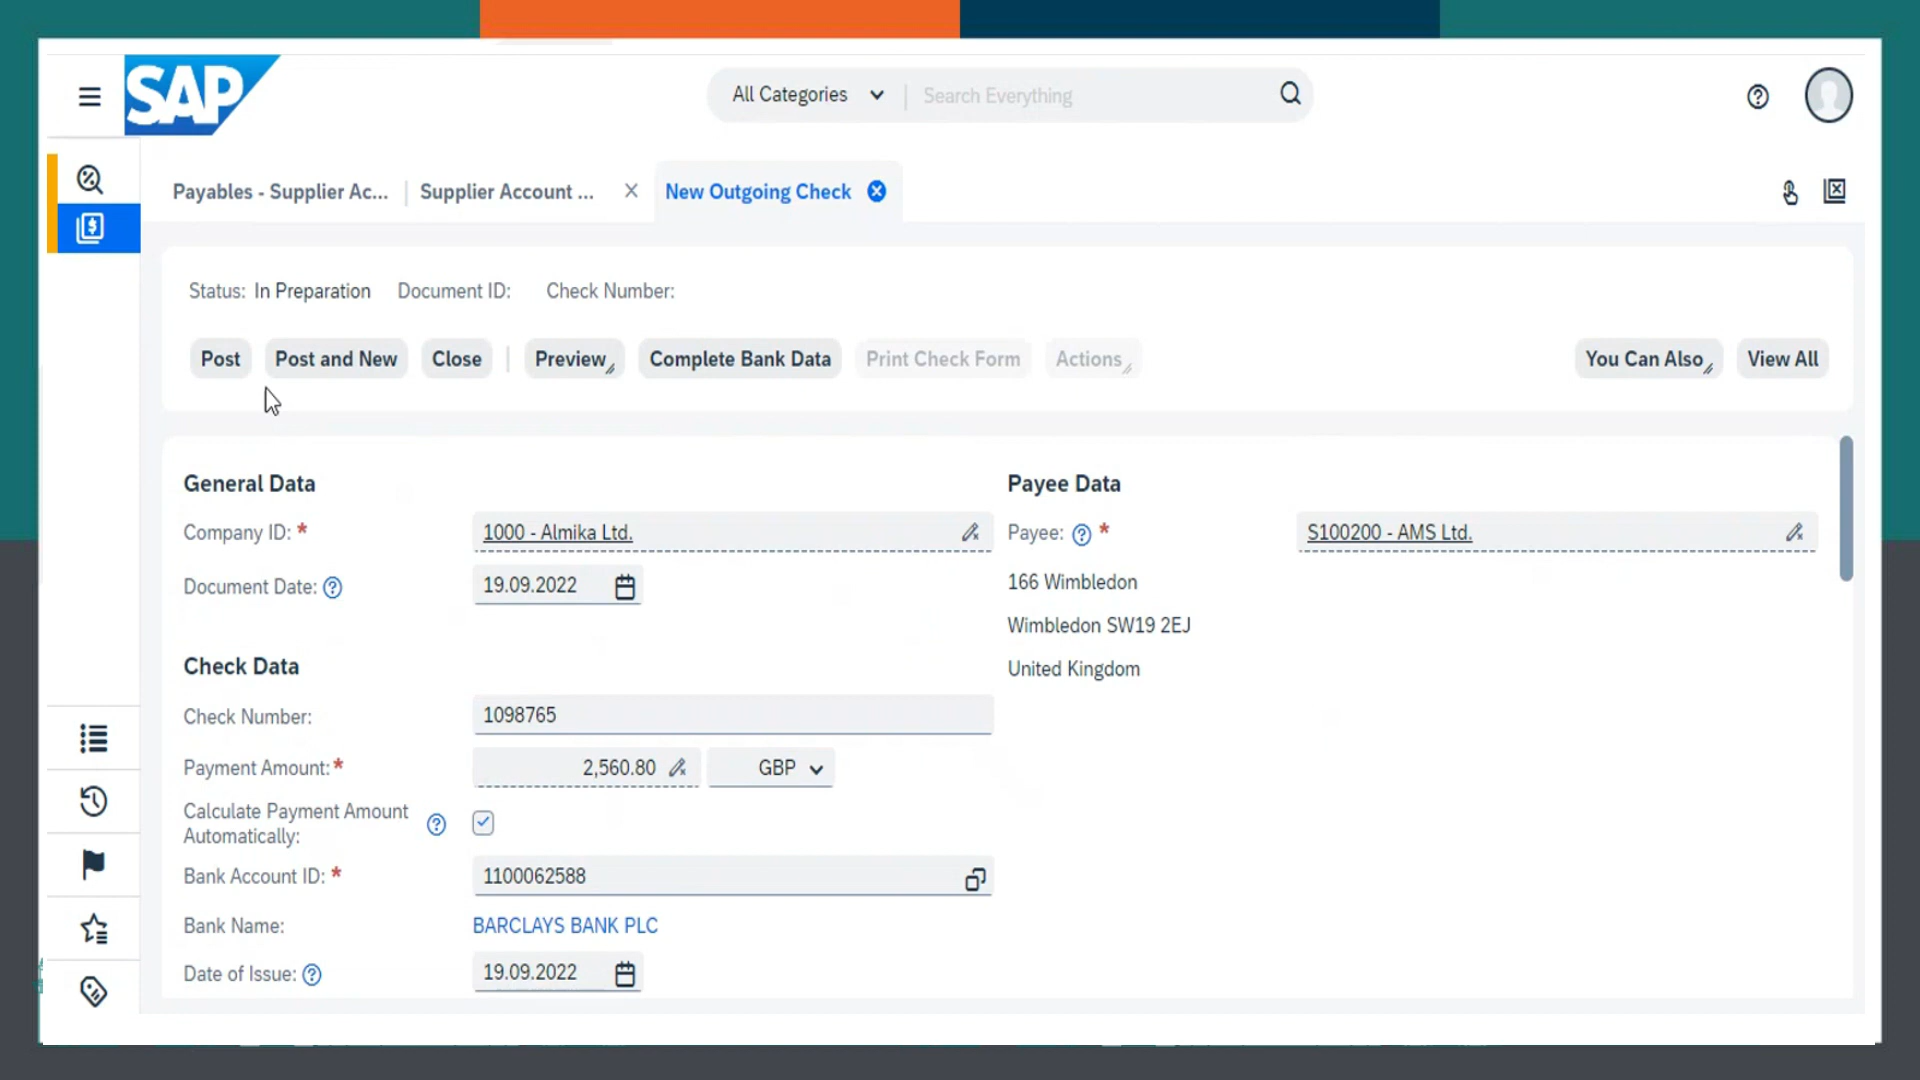 SAP
All Categories
Search Everything
Payables - Supplier Ac...
Supplier Account ...
New Outgoing Check
Status: In Preparation
Document ID:
Check Number:
Post
Post and New
Close
Preview
Complete Bank Data
Print Check Form
Actions
You Can Also
View All
General Data
Company ID: *
1000 - Almika Ltd.
Document Date:
19.09.2022
Payee Data
Payee: *
S100200 - AMS Ltd.
166 Wimbledon
Wimbledon SW19 2EJ
United Kingdom
Check Data
Check Number:
1098765
Payment Amount: *
2,560.80
GBP
Calculate Payment Amount
Automatically:
Bank Account ID: *
1100062588
Bank Name:
BARCLAYS BANK PLC
Date of Issue:
19.09.2022